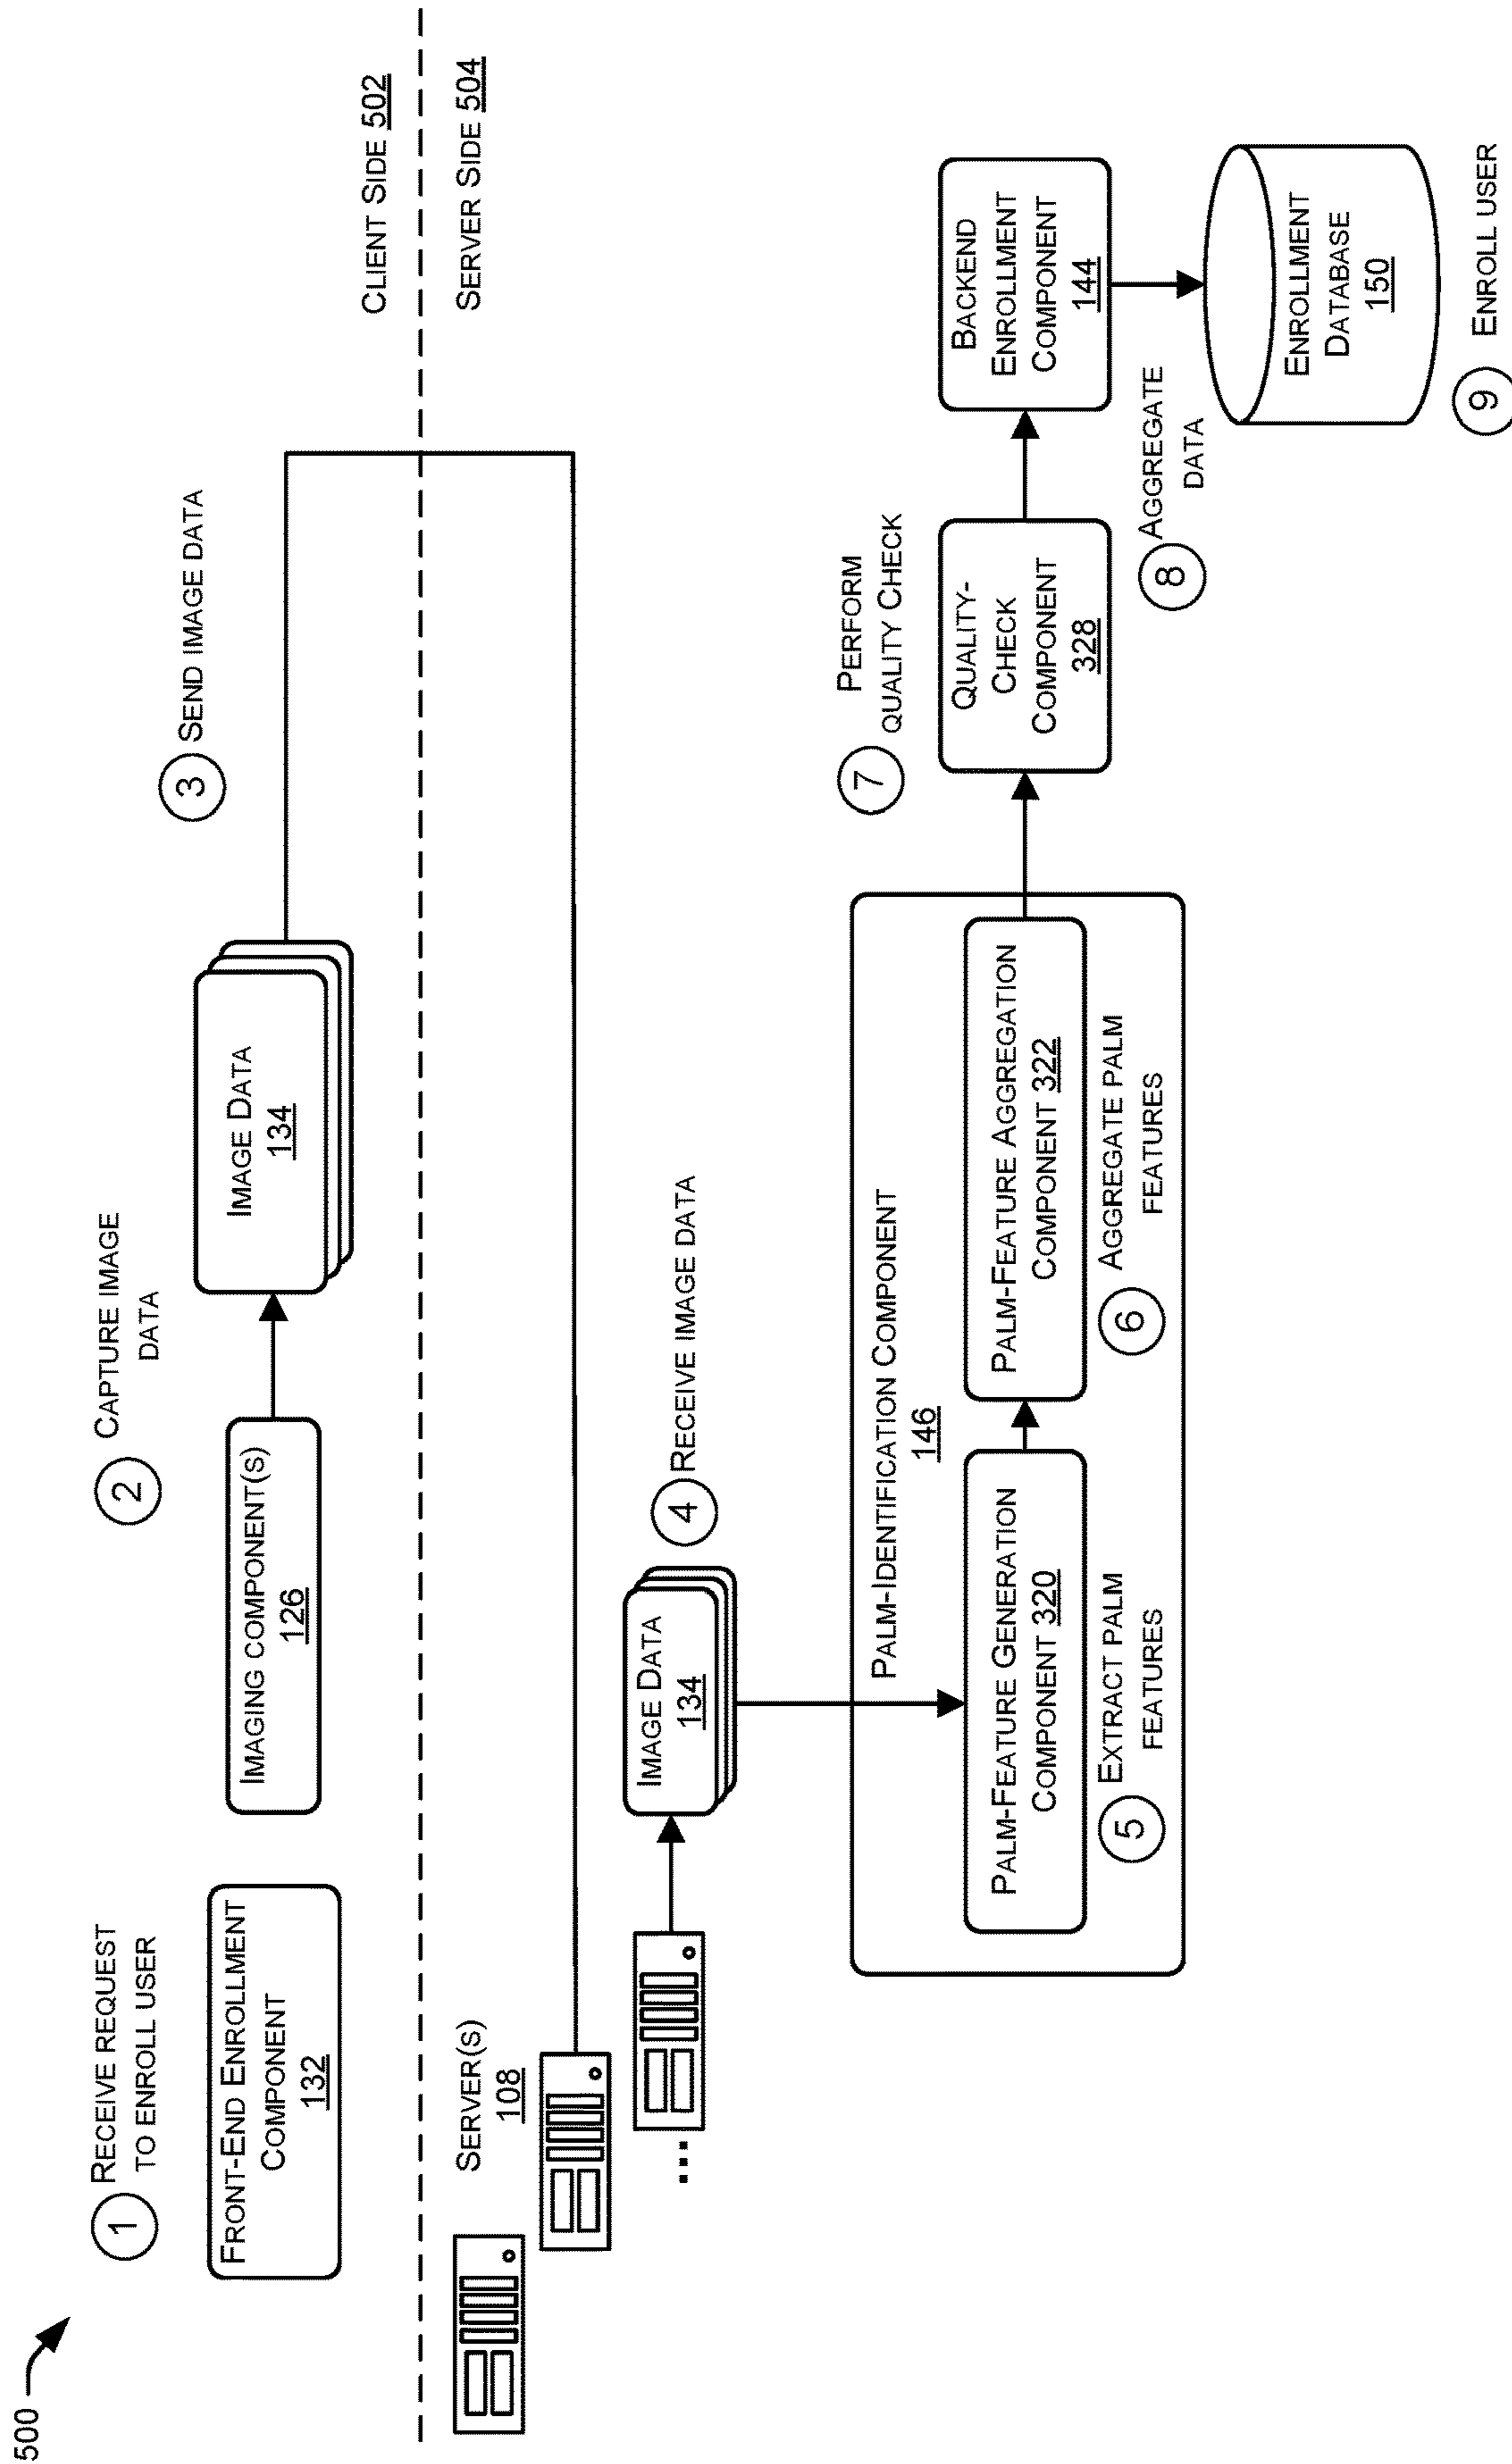 500
1
RECEIVE REQUEST
TO ENROLL USER
FRONT-END ENROLLMENT
COMPONENT
132
2
CAPTURE IMAGE
DATA
IMAGING COMPONENT(S)
126
IMAGE DATA
134
3
SEND IMAGE DATA
CLIENT SIDE 502
SERVER SIDE 504
SERVER(S)
108
...
IMAGE DATA
134
4
RECEIVE IMAGE DATA
PALM-IDENTIFICATION COMPONENT
146
PALM-FEATURE GENERATION
COMPONENT 320
5
EXTRACT PALM
FEATURES
PALM-FEATURE AGGREGATION
COMPONENT 322
6
AGGREGATE PALM
FEATURES
7
PERFORM
QUALITY CHECK
QUALITY-
CHECK
COMPONENT
328
8
AGGREGATE
DATA
BACKEND
ENROLLMENT
COMPONENT
144
ENROLLMENT
DATABASE
150
9
ENROLL USER